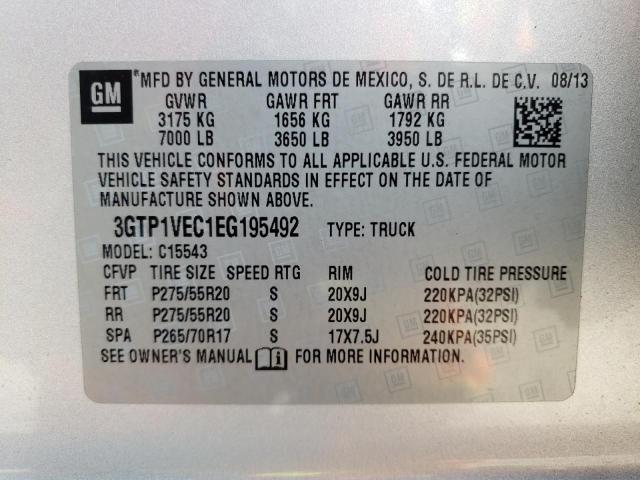 GM
*MFD BY GENERAL MOTORS DE MEXICO, S. DE R.L. DE C.V. 08/13
GVWR GAWR FRT GAWR RR
3175 KG 1656 KG 1792 KG
7000 LB 3650 LB 3950 LB
THIS VEHICLE CONFORMS TO ALL APPLICABLE U.S. FEDERAL MOTOR
VEHICLE SAFETY STANDARDS IN EFFECT ON THE DATE OF
MANUFACTURE SHOWN ABOVE.
3GTP1VEC1EG195492 TYPE: TRUCK
MODEL: C15543
CFVP TIRE SIZE SPEED RTG RIM COLD TIRE PRESSURE
FRT P275/55R20 S 20X9J 220KPA(32PSI)
RR P275/55R20 S 20X9J 220KPA(32PSI)
SPA P265/70R17 S 17X7.5J 240KPA(35PSI)
SEE OWNER'S MANUAL FOR MORE INFORMATION.